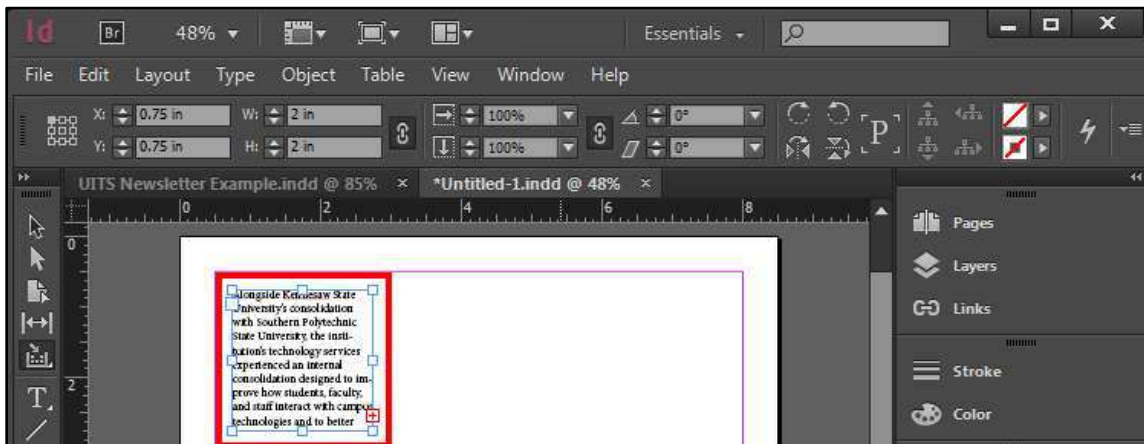 Id Br 48% Essentials
File Edit Layout Type Object Table View Window Help
X: 0.75 in W: 2 in 100% 0°
Y: 0.75 in H: 2 in 100% 0°
P
UITS Newsletter Example.indd @ 85% × *Untitled-1.indd @ 48% ×
0 2 4 6 8
0
Pages
Layers
Links
Alongside Kennesaw State
University's consolidation
with Southern Polytechnic
State University, the insti-
tution's technology services
experienced an internal
consolidation designed to im-
prove how students, faculty,
and staff interact with campus
technologies and to better
2
T
Stroke
Color